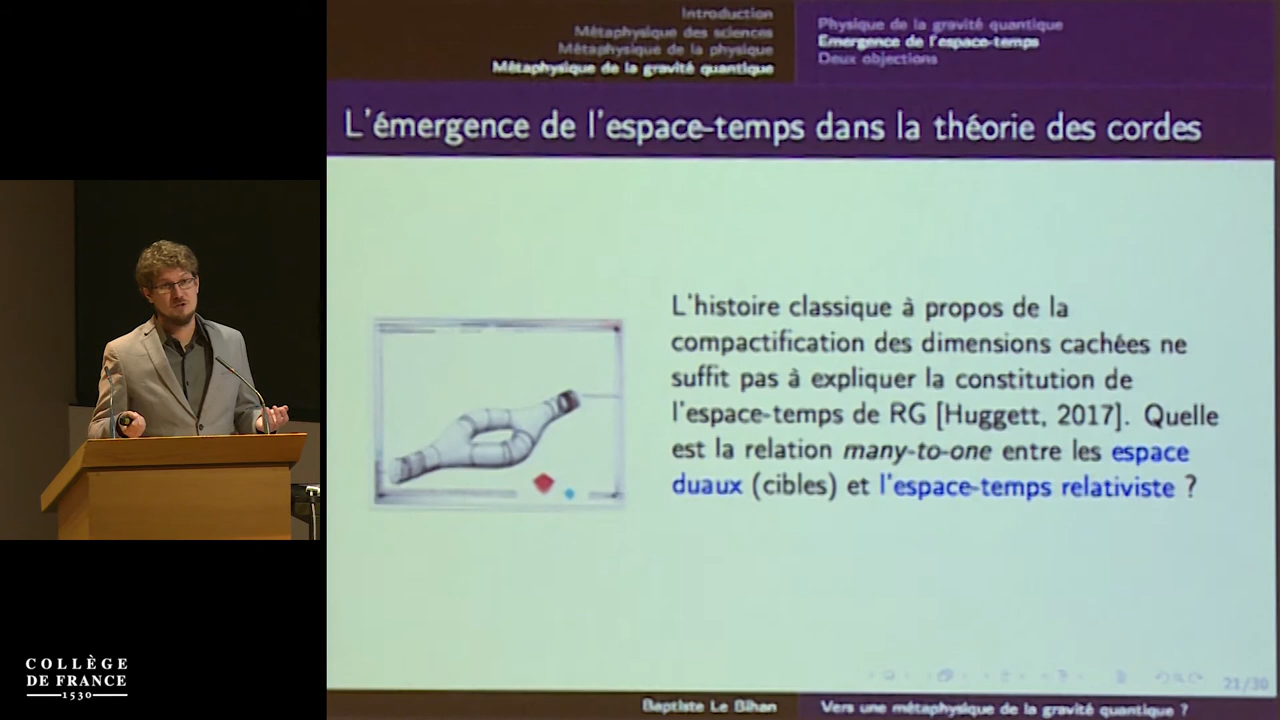 Introduction
Métaphysique des sciences
Métaphysique de la physique
Métaphysique de la gravité quantique
Physique de la gravité quantique
Emergence de l'espace-temps
Deux objections
L'émergence de l'espace-temps dans la théorie des cordes
L'histoire classique à propos de la
compactification des dimensions cachées ne
suffit pas à expliquer la constitution de
l'espace-temps de RG [Huggett, 2017]. Quelle
est la relation many-to-one entre les espace
duaux (cibles) et l'espace-temps relativiste ?
21/30
Baptiste Le Bihan
Vers une métaphysique de la gravité quantique ?
COLLÈGE
DE FRANCE
1530